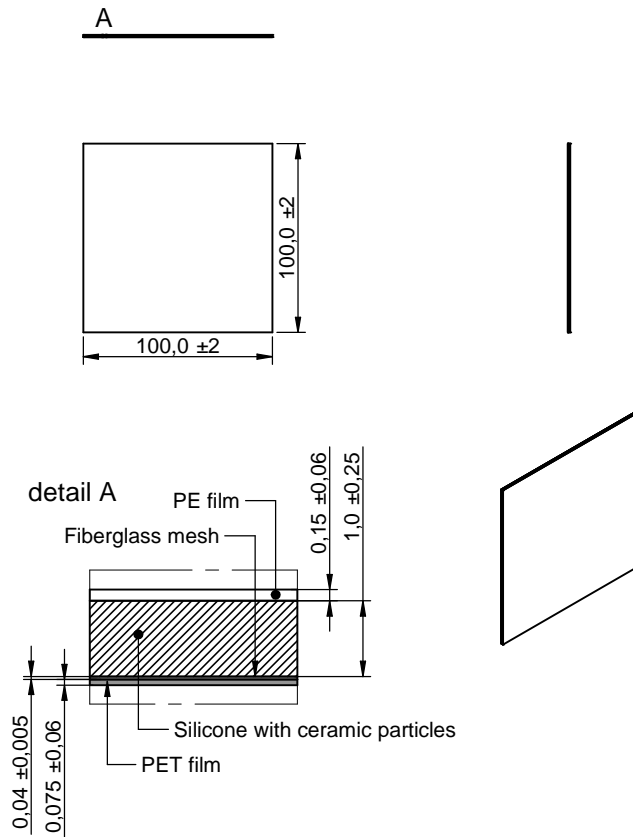 A
100,0 ±2
100,0 ±2
detail A
PE film
Fiberglass mesh
0,15 ±0,06
1,0 ±0,25
Silicone with ceramic particles
PET film
0,04 ±0,005
0,075 ±0,06